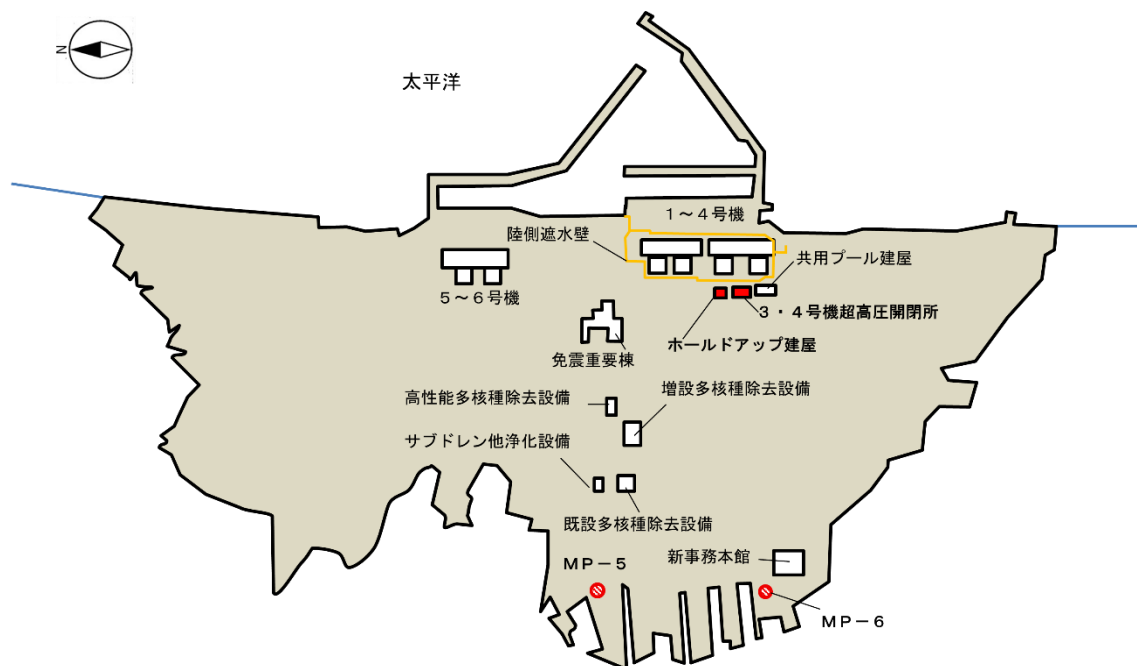 N
太平洋
1～4号機
陸側遮水壁
共用プール建屋
5～6号機
3・4号機超高圧開閉所
ホールドアップ建屋
免震重要棟
増設多核種除去設備
高性能多核種除去設備
サブドレン他浄化設備
既設多核種除去設備
新事務本館
ＭＰ－５
ＭＰ－６